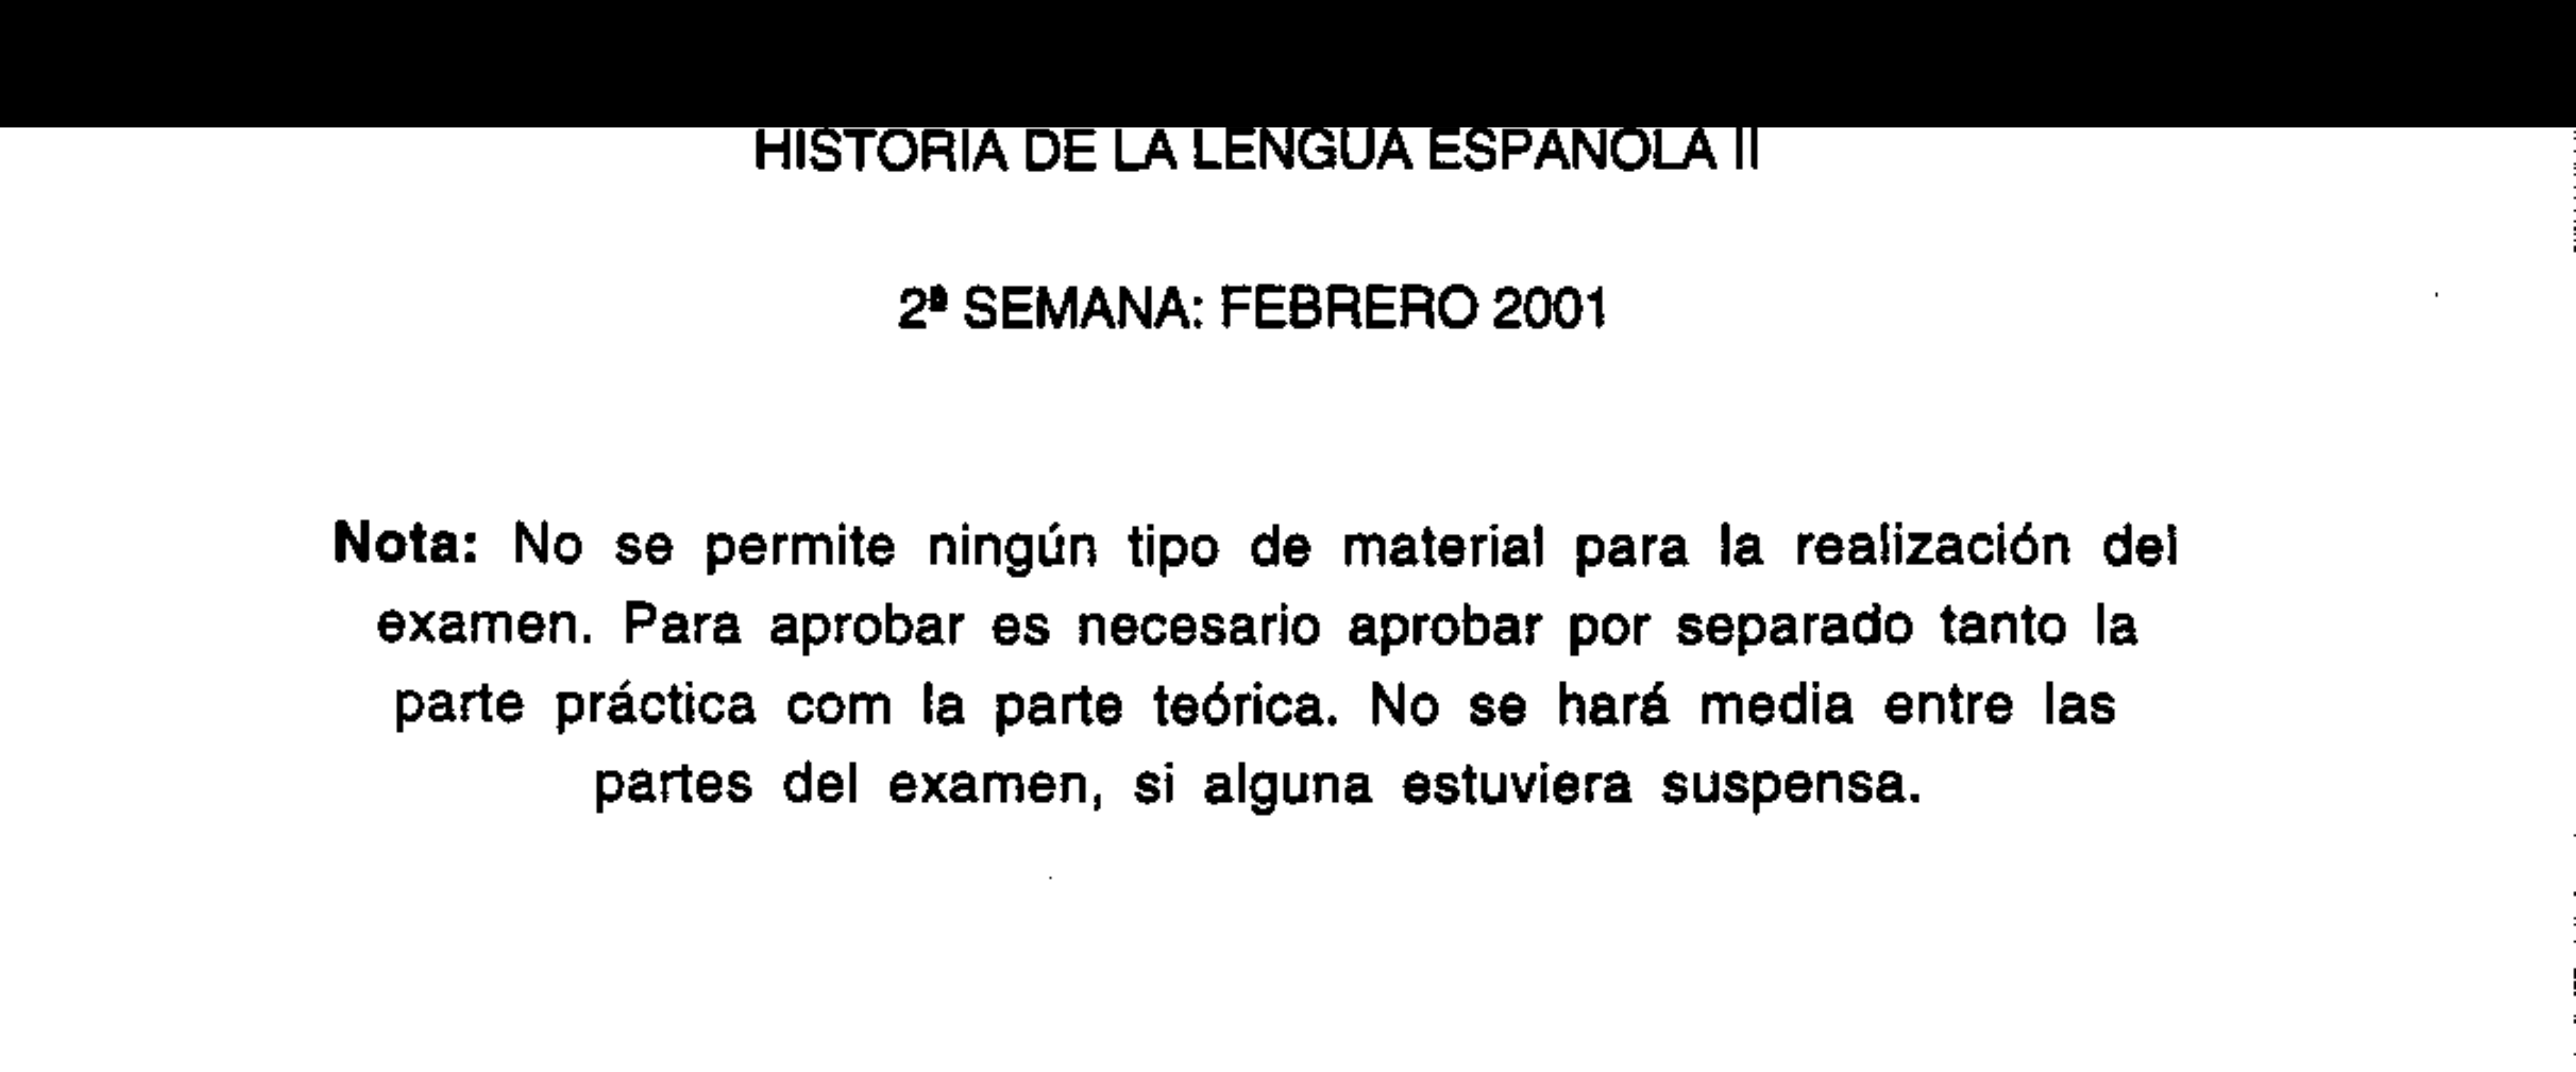 HISTORIA DE LA LENGUA ESPAÑOLA II
2ª SEMANA: FEBRERO 2001
Nota: No se permite ningún tipo de material para la realización del
examen. Para aprobar es necesario aprobar por separado tanto la
parte práctica com la parte teórica. No se hará media entre las
partes del examen, si alguna estuviera suspensa.